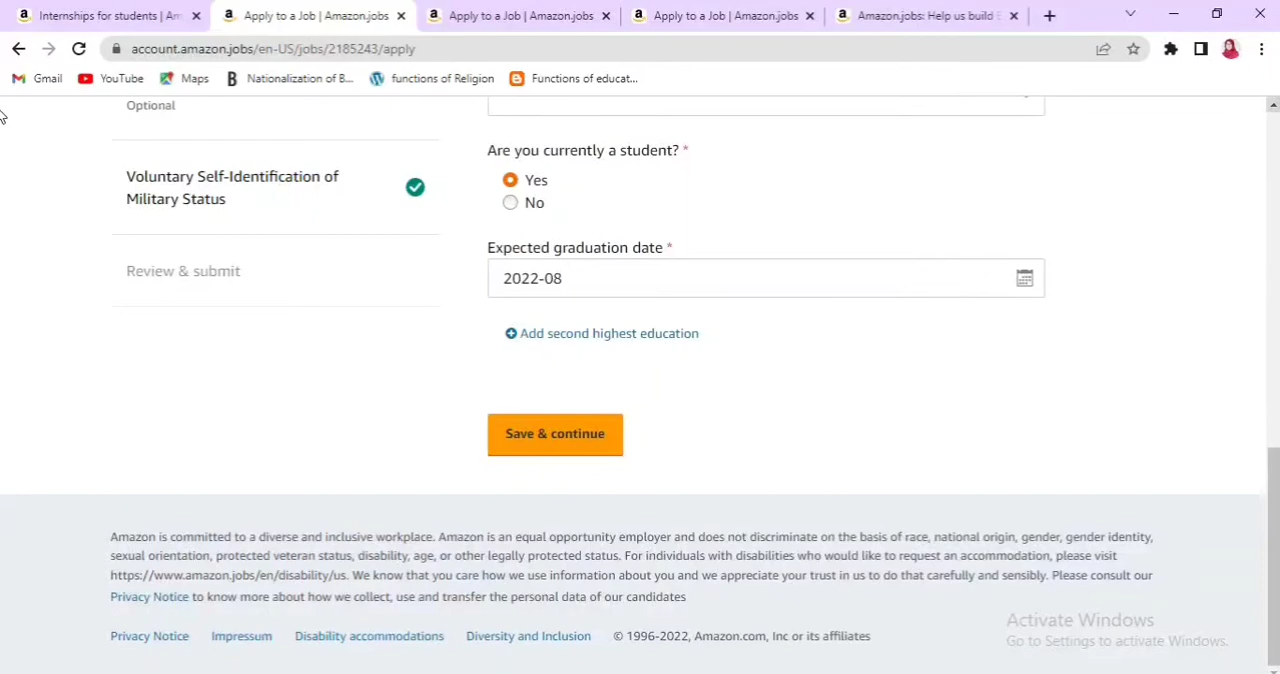 Internships for students | Am
Apply to a Job | Amazon.jobs
Apply to a Job | Amazon.jobs
Apply to a Job | Amazon.jobs
Amazon.jobs: Help us build E
account.amazon.jobs/en-US/jobs/2185243/apply
Gmail
YouTube
Maps
Nationalization of B...
functions of Religion
Functions of educat...
Optional
Voluntary Self-Identification of
Military Status
Review & submit
Are you currently a student? *
Yes
No
Expected graduation date *
2022-08
Add second highest education
Save & continue
Amazon is committed to a diverse and inclusive workplace. Amazon is an equal opportunity employer and does not discriminate on the basis of race, national origin, gender, gender identity,
sexual orientation, protected veteran status, disability, age, or other legally protected status. For individuals with disabilities who would like to request an accommodation, please visit
https://www.amazon.jobs/en/disability/us. We know that you care how we use information about you and we appreciate your trust in us to do that carefully and sensibly. Please consult our
Privacy Notice to know more about how we collect, use and transfer the personal data of our candidates
Privacy Notice
Impressum
Disability accommodations
Diversity and Inclusion
© 1996-2022, Amazon.com, Inc or its affiliates
Activate Windows
Go to Settings to activate Windows.